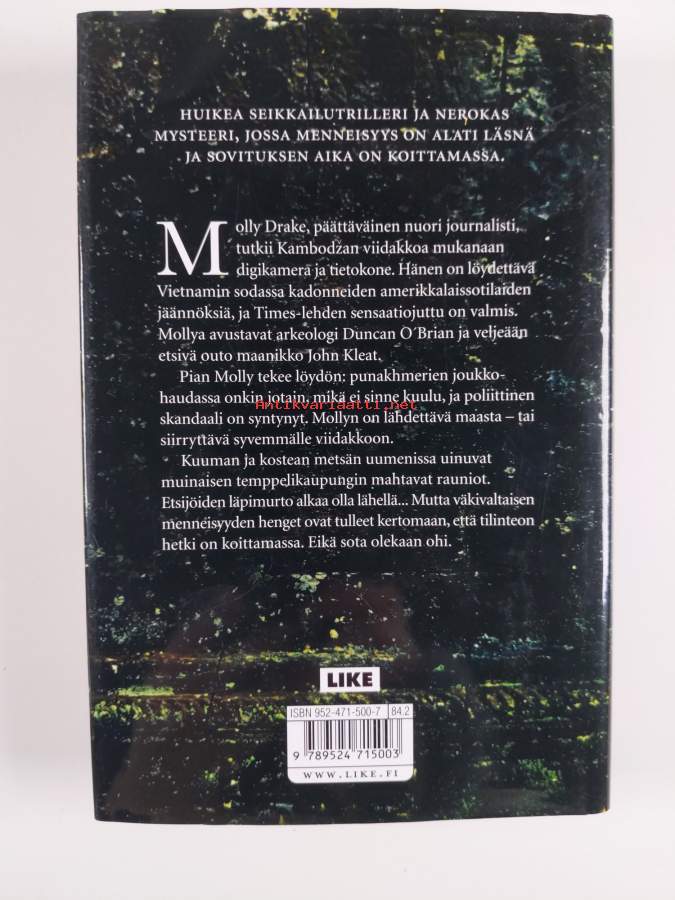 HUIKEA SEIKKAILUTRILLERI JA NEROKAS
MYSTEERI, JOSSA MENNEISYYS ON ALATI LÄSNÄ
JA SOVITUKSEN AIKA ON KOITTAMASSA.
Molly Drake, päättäväinen nuori journalisti,
tutkii Kambodžan viidakkoa mukanaan
digikamera ja tietokone. Hänen on löydettävä
Vietnamin sodassa kadonneiden amerikkalaissotilaiden
jäännöksiä, ja Times-lehden sensaatiojuttu on valmis.
Mollya avustavat arkeologi Duncan O´Brian ja veljeään
etsivä outo maanikko John Kleat.
Pian Molly tekee löydön: punakhmerien joukko-
haudassa onkin jotain, mikä ei sinne kuulu, ja poliittinen
Antikvariaatti.net
skandaali on syntynyt. Mollyn on lähdettävä maasta – tai
siirryttävä syvemmälle viidakkoon.
Kuuman ja kostean metsän uumenissa uinuvat
muinaisen temppelikaupungin mahtavat rauniot.
Etsijöiden läpimurto alkaa olla lähellä... Mutta väkivaltaisen
menneisyyden henget ovat tulleet kertomaan, että tilinteon
hetki on koittamassa. Eikä sota olekaan ohi.
LIKE
ISBN 952-471-500-7 84.2
9 789524 715003
WWW.LIKE.FI